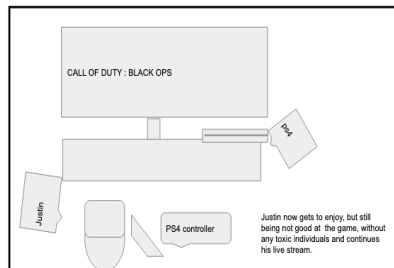 CALL OF DUTY : BLACK OPS
ps4
Justin
PS4 controller
Justin now gets to enjoy, but still
being not good at the game, without
any toxic individuals and continues
his live stream.